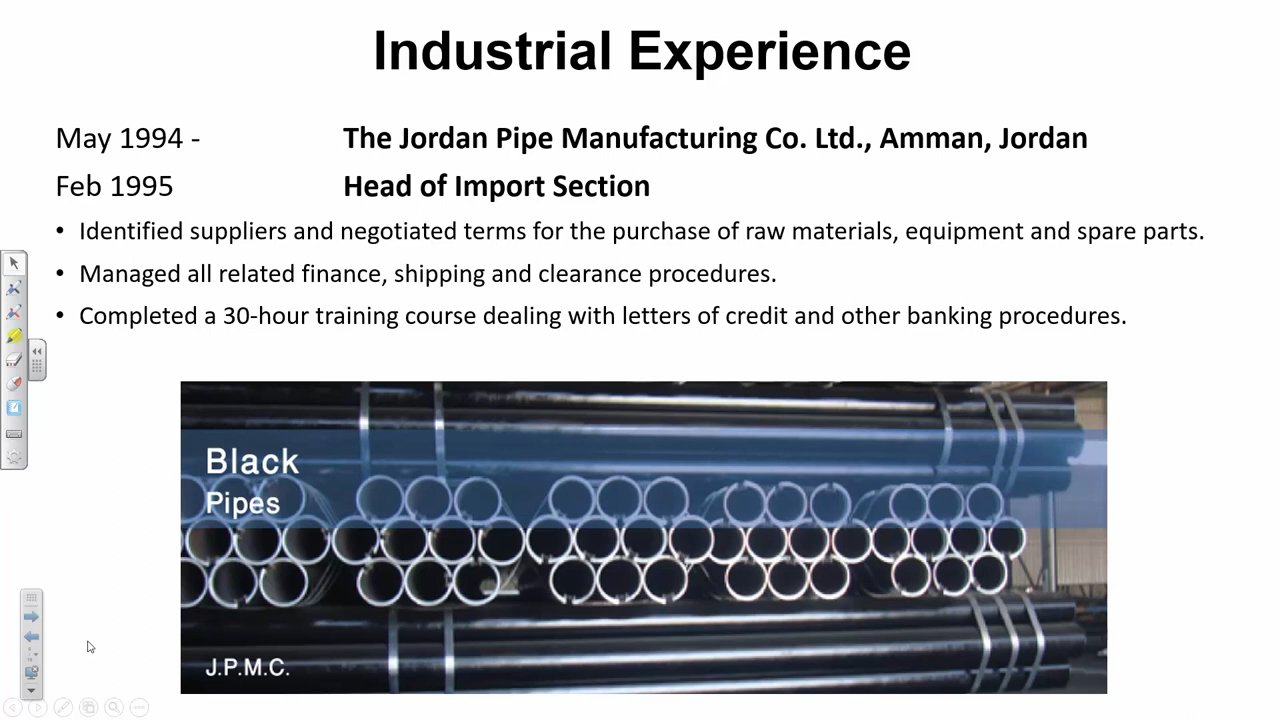 Industrial Experience
May 1994 - The Jordan Pipe Manufacturing Co. Ltd., Amman, Jordan
Feb 1995 Head of Import Section
• Identified suppliers and negotiated terms for the purchase of raw materials, equipment and spare parts.
• Managed all related finance, shipping and clearance procedures.
• Completed a 30-hour training course dealing with letters of credit and other banking procedures.
Black
Pipes
J.P.M.C.